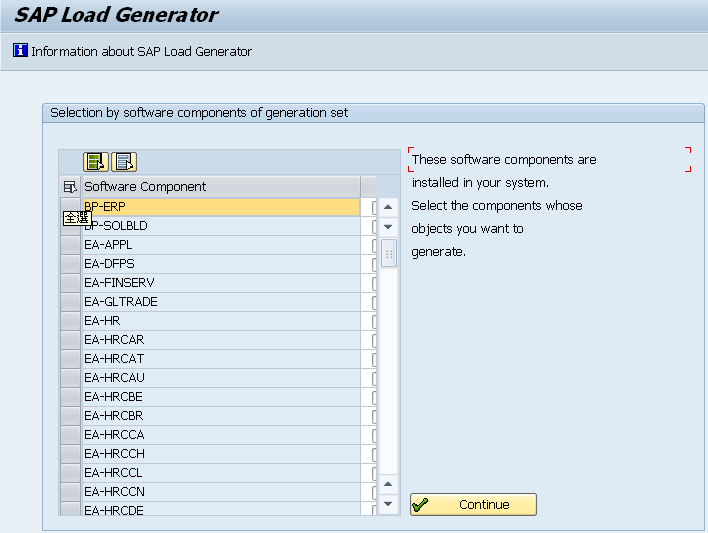 SAP Load Generator
Information about SAP Load Generator
Selection by software components of generation set
Software Component
BP-ERP
全選
BP-SOLBLD
EA-APPL
EA-DFPS
EA-FINSERV
EA-GLTRADE
EA-HR
EA-HRCAR
EA-HRCAT
EA-HRCAU
EA-HRCBE
EA-HRCBR
EA-HRCCA
EA-HRCCH
EA-HRCCL
EA-HRCCN
EA-HRCDE
These software components are
installed in your system.
Select the components whose
objects you want to
generate.
Continue